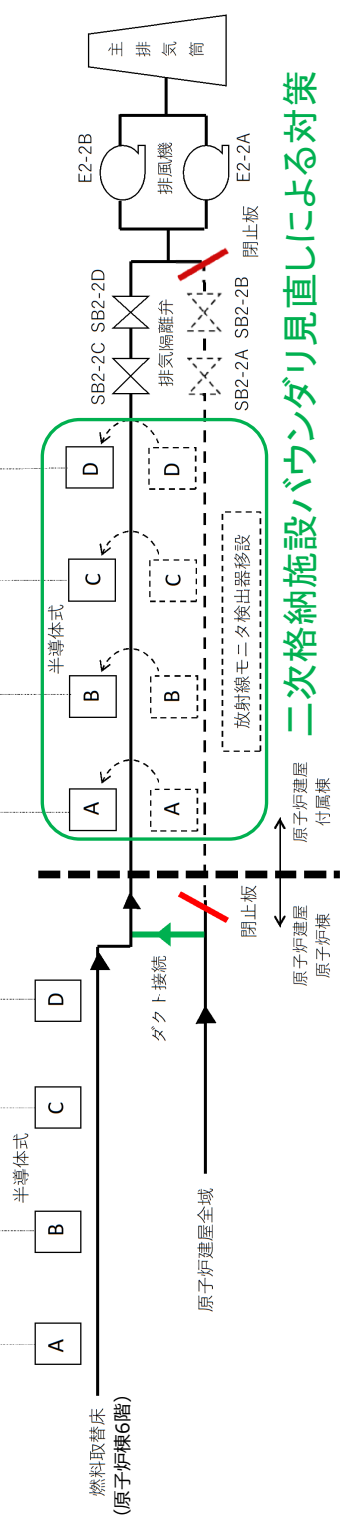 燃料取替床
(原子炉棟6階)
A
B
C
D
半導体式
原子炉建屋全域
ダクト接続
閉止板
原子炉建屋
原子炉棟
原子炉建屋
付属棟
半導体式
A
B
C
D
A
B
C
D
放射線モニタ検出器移設
SB2-2C
SB2-2D
排気隔離弁
SB2-2A
SB2-2B
閉止板
E2-2B
排風機
E2-2A
主排気筒
二次格納施設バウンダリ見直しによる対策